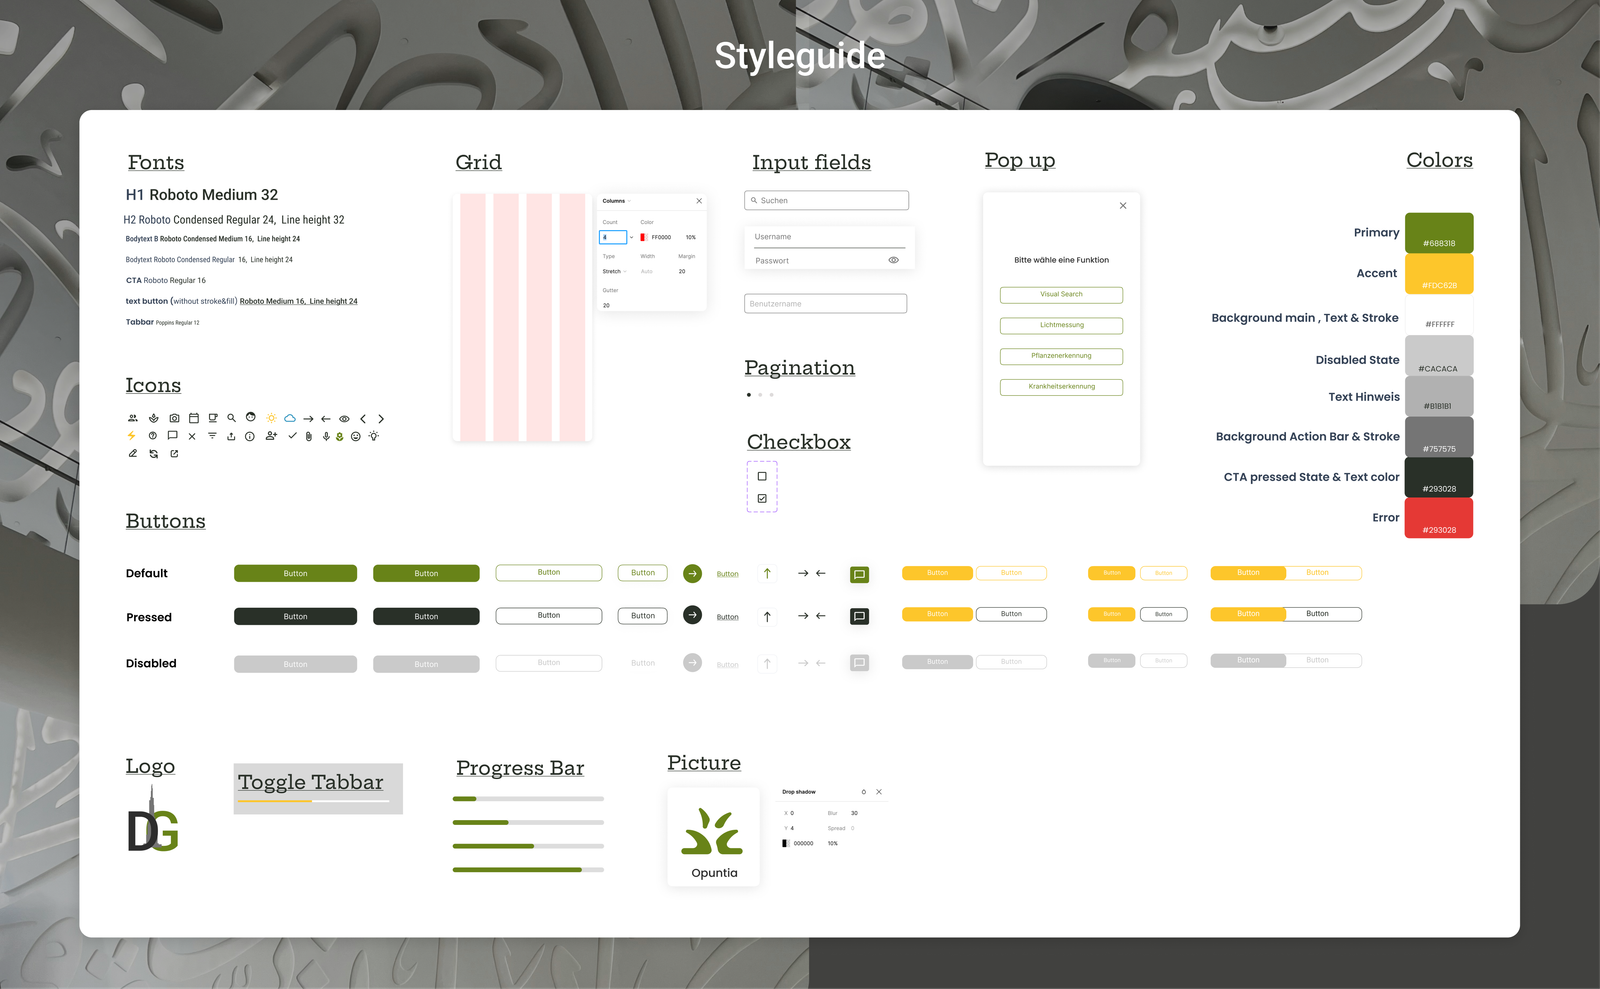 Styleguide
Fonts
H1 Roboto Medium 32
H2 Roboto Condensed Regular 24, Line height 32
Bodytext B Roboto Condensed Medium 16, Line height 24
Bodytext Roboto Condensed Regular 16, Line height 24
CTA Roboto Regular 16
text button (without stroke&fill) Roboto Medium 16, Line height 24
Tabbar Poppins Regular 12
Icons
Grid
Columns
Count Color
4 FF0000 10%
Type Width Margin
Stretch Auto 20
Gutter
20
Input fields
Suchen
Username
Passwort
Benutzername
Pagination
Checkbox
Pop up
Bitte wähle eine Funktion
Visual Search
Lichtmessung
Pflanzenerkennung
Krankheitserkennung
Colors
Primary #688318
Accent #FDC62B
Background main , Text & Stroke #FFFFFF
Disabled State #CACACA
Text Hinweis #B1B1B1
Background Action Bar & Stroke #757575
CTA pressed State & Text color #293028
Error #293028
Buttons
Default Button Button Button Button Button Button Button Button Button Button Button
Pressed Button Button Button Button Button Button Button Button Button Button Button
Disabled Button Button Button Button Button Button Button Button Button Button Button
Logo
DG
Toggle Tabbar
Progress Bar
Picture
Opuntia
Drop shadow
X 0 Blur 30
Y 4 Spread 0
000000 10%